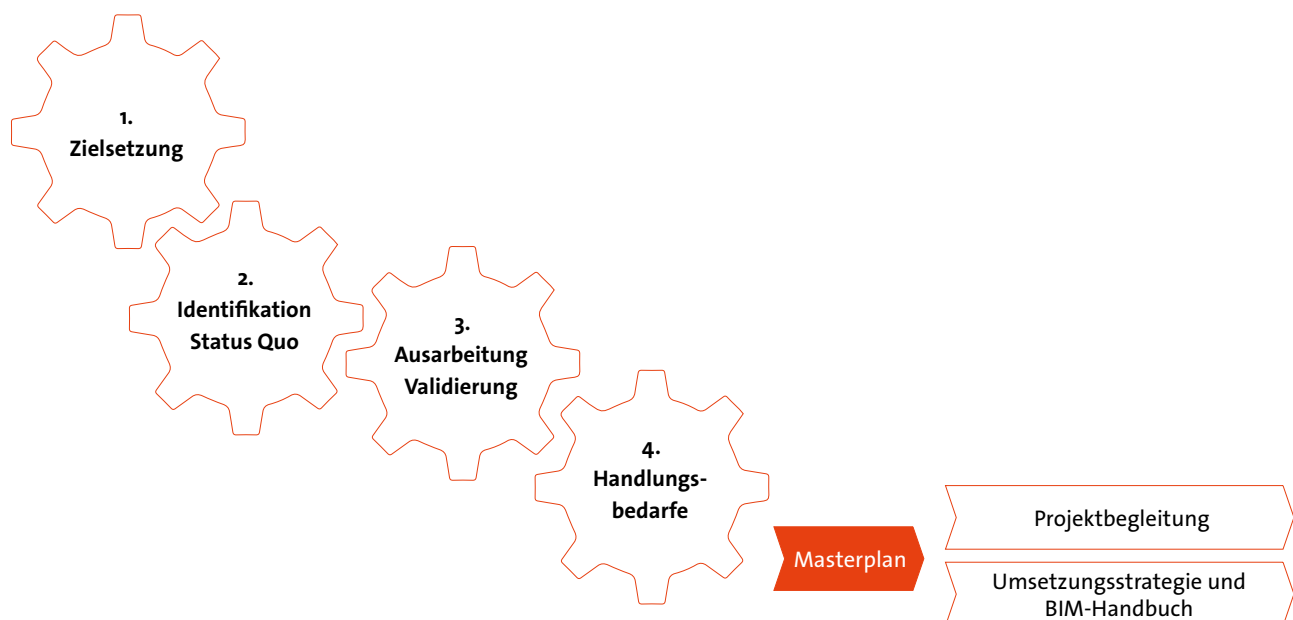 1.
Zielsetzung
2.
Identifikation
Status Quo
3.
Ausarbeitung
Validierung
4.
Handlungs-
bedarfe
Masterplan
Projektbegleitung
Umsetzungsstrategie und
BIM-Handbuch